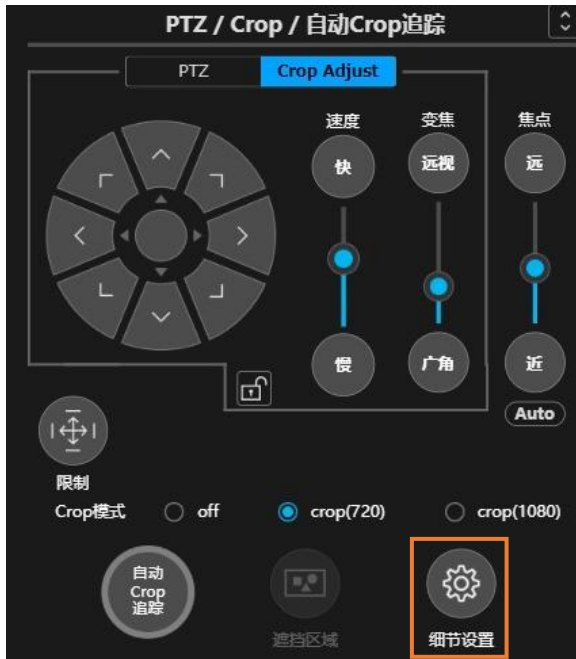 PTZ / Crop / 自动Crop追踪
PTZ
Crop Adjust
速度
变焦
焦点
快
远视
远
慢
广角
近
Auto
限制
Crop模式
off
crop(720)
crop(1080)
自动
Crop
追踪
遮挡区域
细节设置